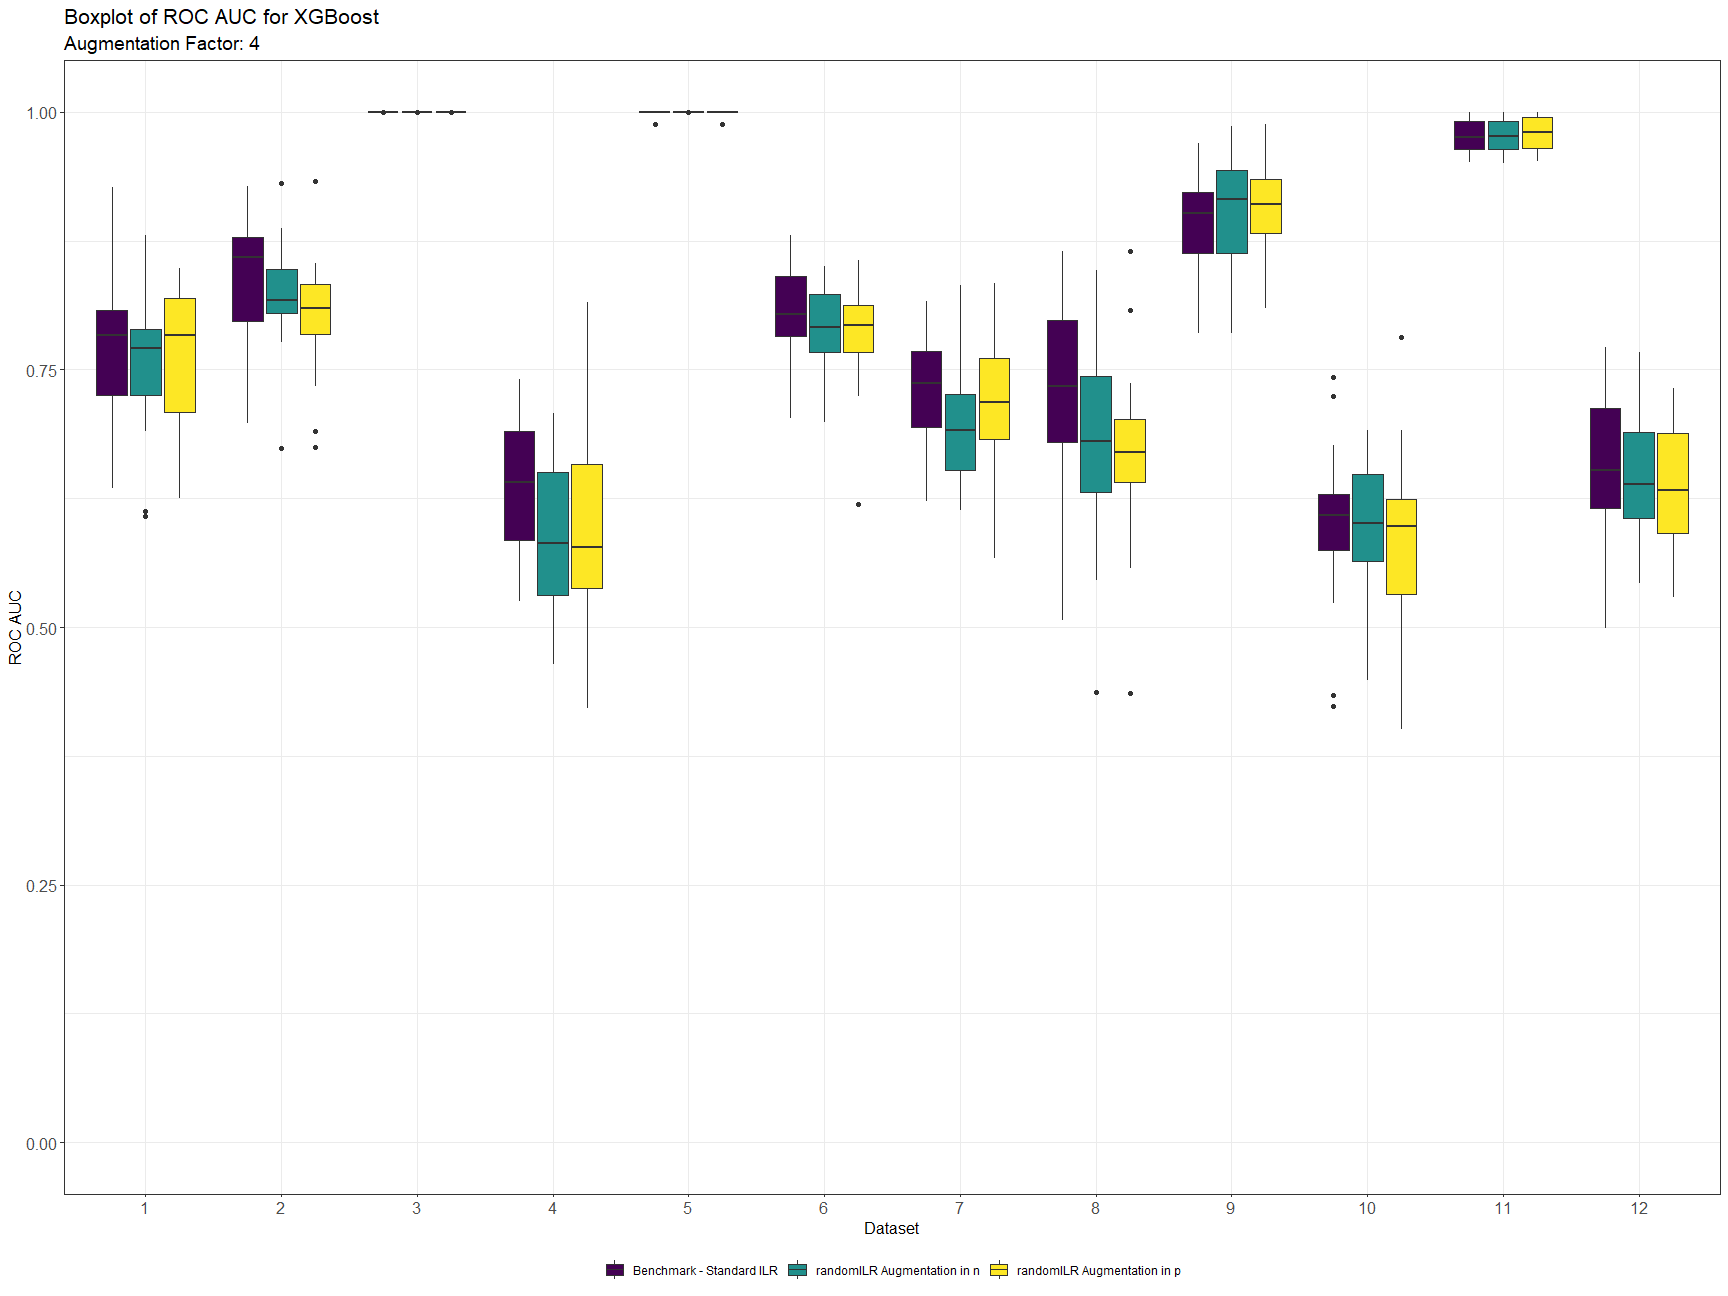 Boxplot of ROC AUC for XGBoost
Augmentation Factor: 4
ROC AUC
1.00
0.75
0.50
0.25
0.00
1 2 3 4 5 6 7 8 9 10 11 12
Dataset
Benchmark - Standard ILR randomILR Augmentation in n randomILR Augmentation in p